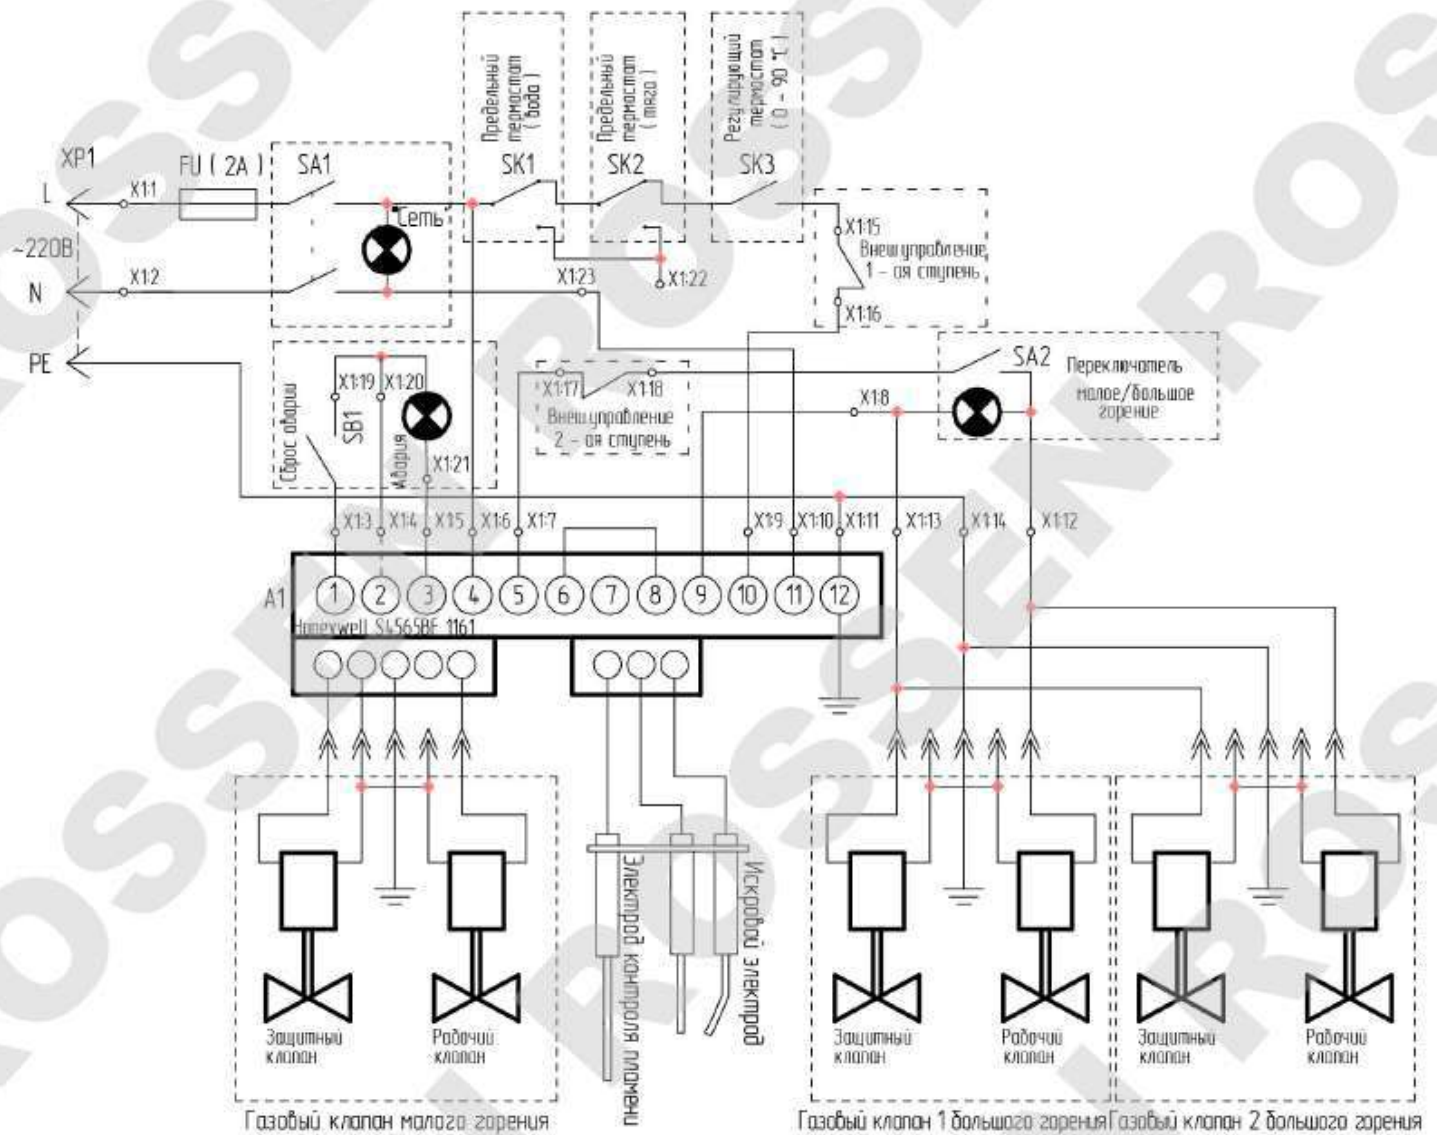 Предельный
термостат
( вода )
Предельный
термостат
( тяга )
Регулирующий
термостат
( 0 - 90 °С )
XP1
FU ( 2A )
SA1
SK1
SK2
SK3
L
X1:1
Сеть
X1:15
Внеш.управление
1 - ая ступень
~220В
N
X1:2
X1:23
X1:22
X1:16
PE
SA2
Переключатель
малое/большое
горение
X1:19
X1:20
X1:17
X1:18
X1:8
Сброс аварии
SB1
Авария
Внеш.управление
2 - ая ступень
X1:21
X1:3
X1:4
X1:5
X1:6
X1:7
X1:9
X1:10
X1:11
X1:13
X1:14
X1:12
A1
1
2
3
4
5
6
7
8
9
10
11
12
Honeywell S4565BF 1161
Электрод контроля пламени
Искровой электрод
Защитный
клапан
Рабочий
клапан
Защитный
клапан
Рабочий
клапан
Защитный
клапан
Рабочий
клапан
Газовый клапан малого горения
Газовый клапан 1 большого горения
Газовый клапан 2 большого горения
ROSSEN